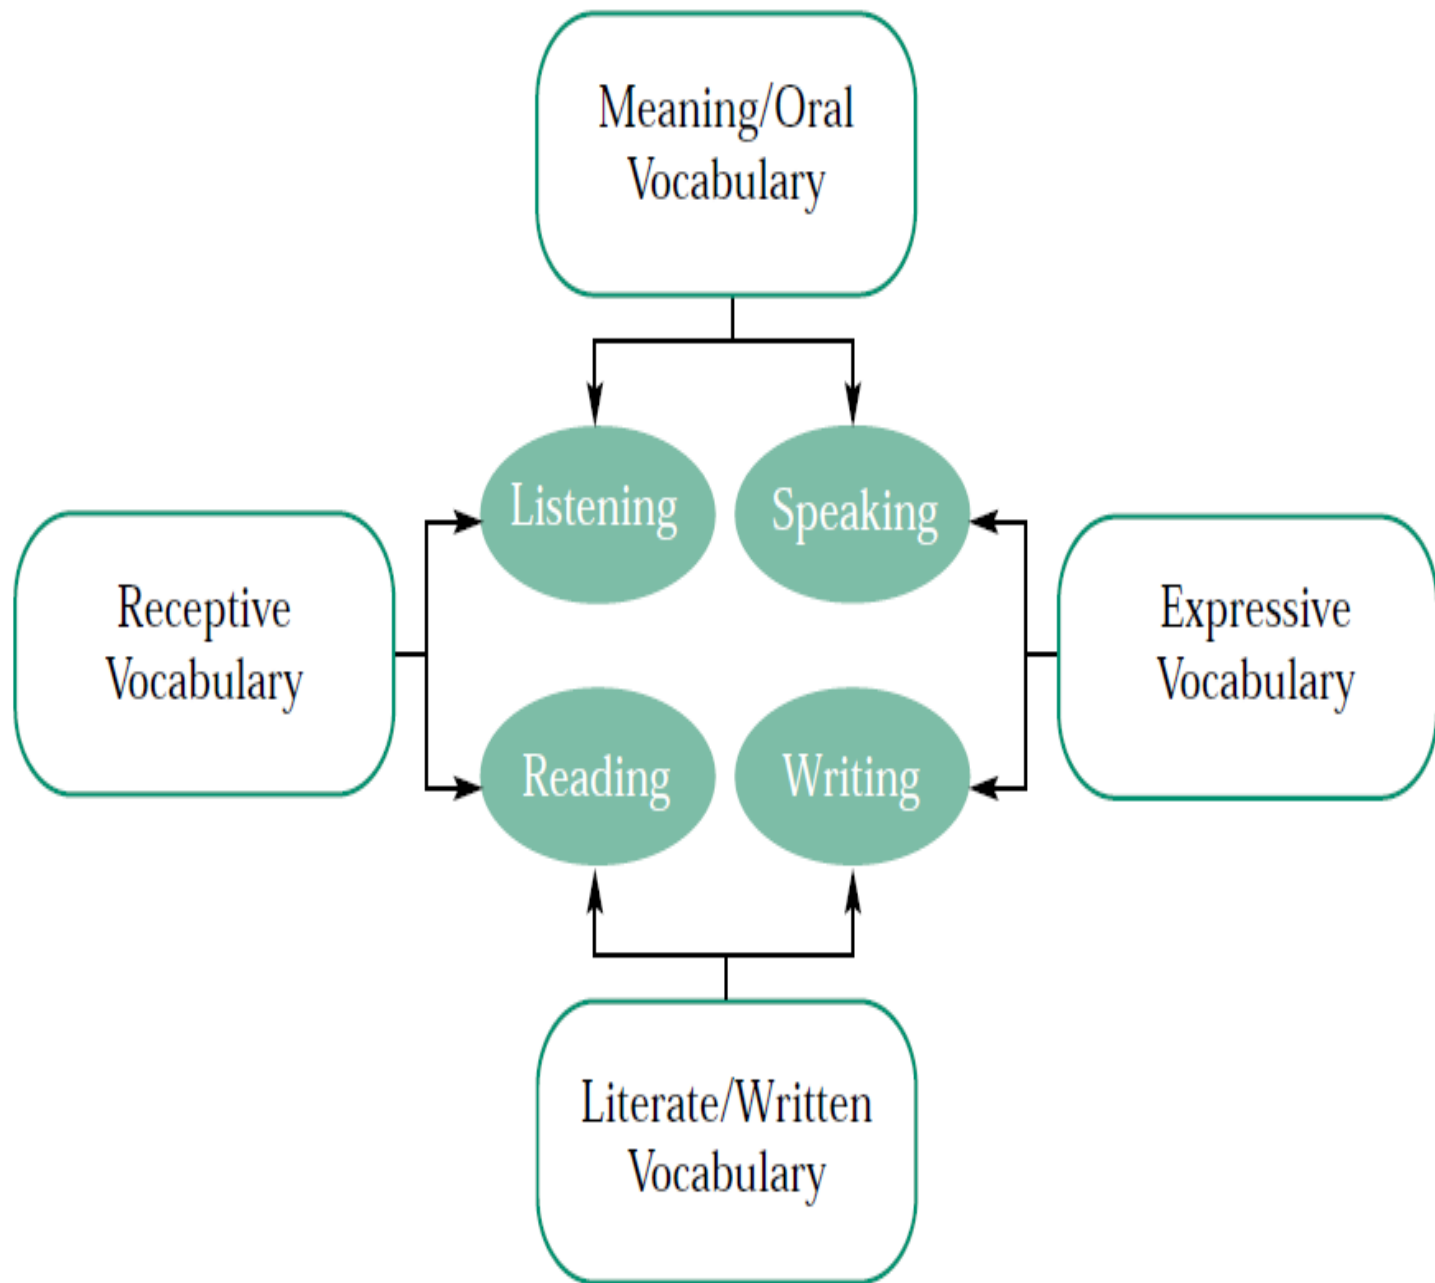 Meaning/Oral
Vocabulary
Listening
Speaking
Receptive
Vocabulary
Expressive
Vocabulary
Reading
Writing
Literate/Written
Vocabulary